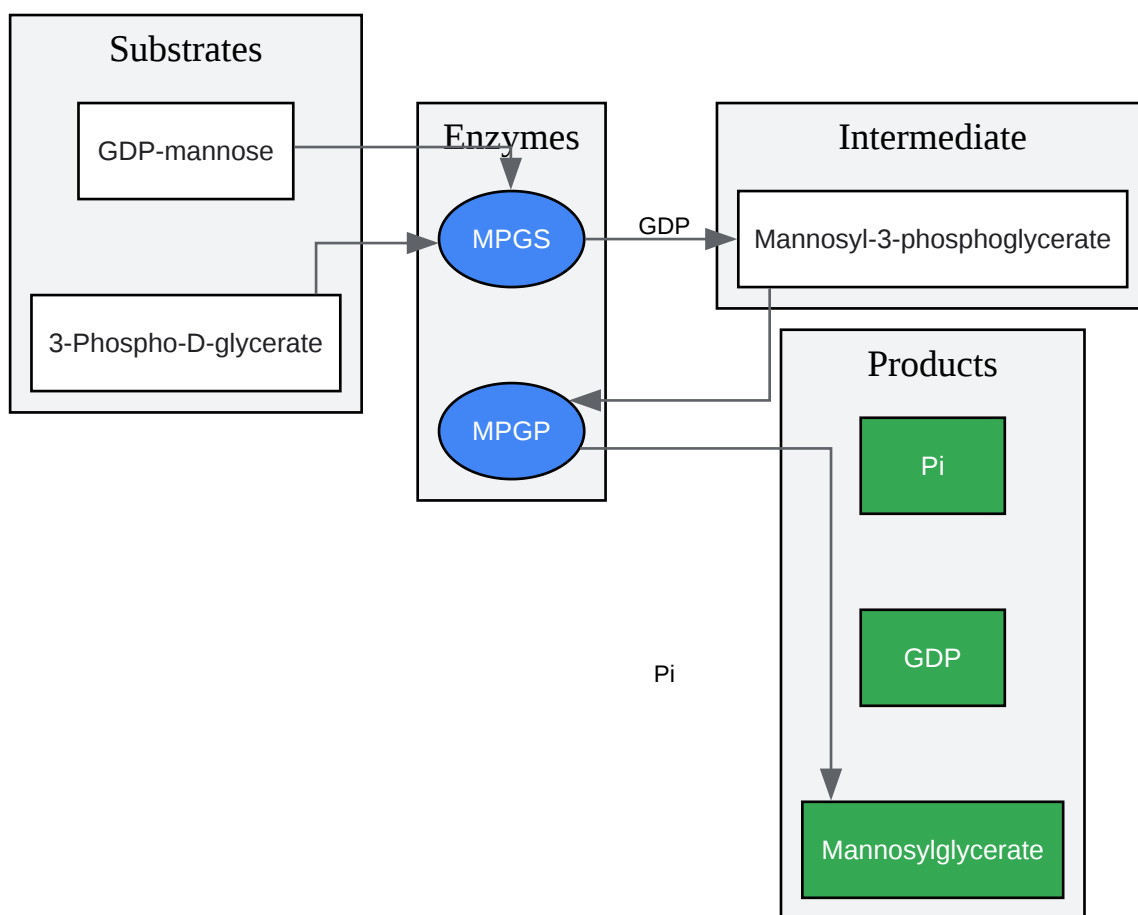 Substrates
GDP-mannose
3-Phospho-D-glycerate
Enzymes
MPGS
MPGP
GDP
Pi
Intermediate
Mannosyl-3-phosphoglycerate
Products
Pi
GDP
Mannosylglycerate